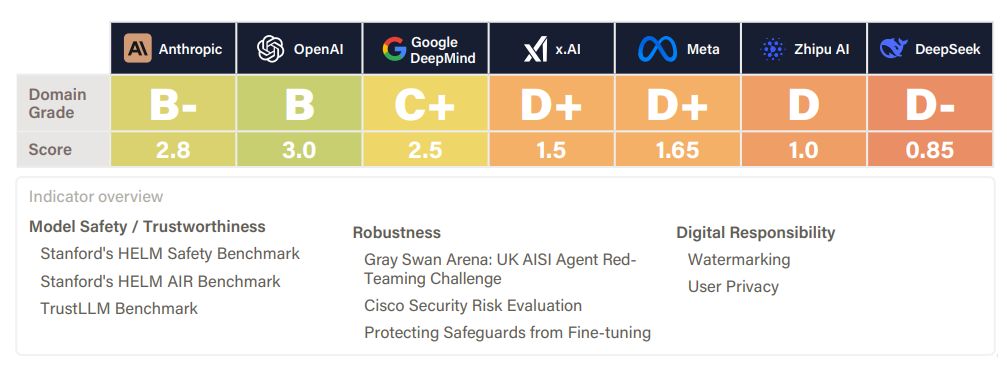 Anthropic
OpenAI
Google
DeepMind
x.AI
Meta
Zhipu AI
DeepSeek
Domain
Grade
B-
B
C+
D+
D+
D
D-
Score
2.8
3.0
2.5
1.5
1.65
1.0
0.85
Indicator overview
Model Safety / Trustworthiness
Stanford's HELM Safety Benchmark
Stanford's HELM AIR Benchmark
TrustLLM Benchmark
Robustness
Gray Swan Arena: UK AISI Agent Red-
Teaming Challenge
Cisco Security Risk Evaluation
Protecting Safeguards from Fine-tuning
Digital Responsibility
Watermarking
User Privacy